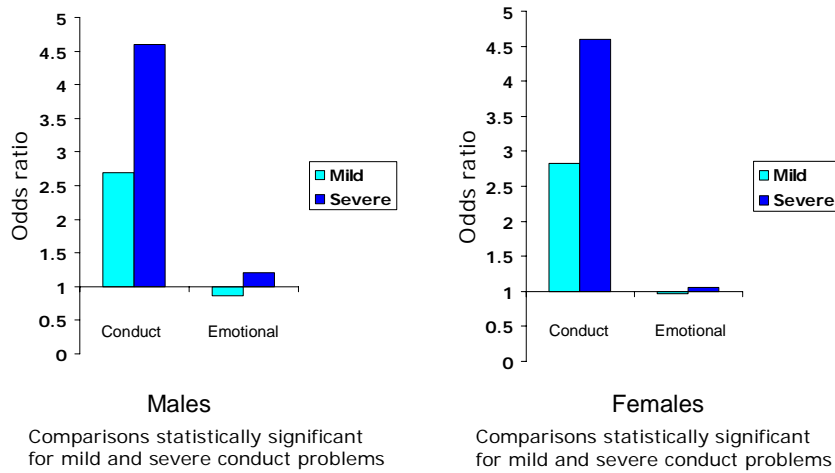 5
4.5
4
3.5
3
2.5
2
1.5
1
0.5
0
Odds ratio
Conduct
Emotional
Mild
Severe
Males
Comparisons statistically significant
for mild and severe conduct problems
5
4.5
4
3.5
3
2.5
2
1.5
1
0.5
0
Odds ratio
Conduct
Emotional
Mild
Severe
Females
Comparisons statistically significant
for mild and severe conduct problems